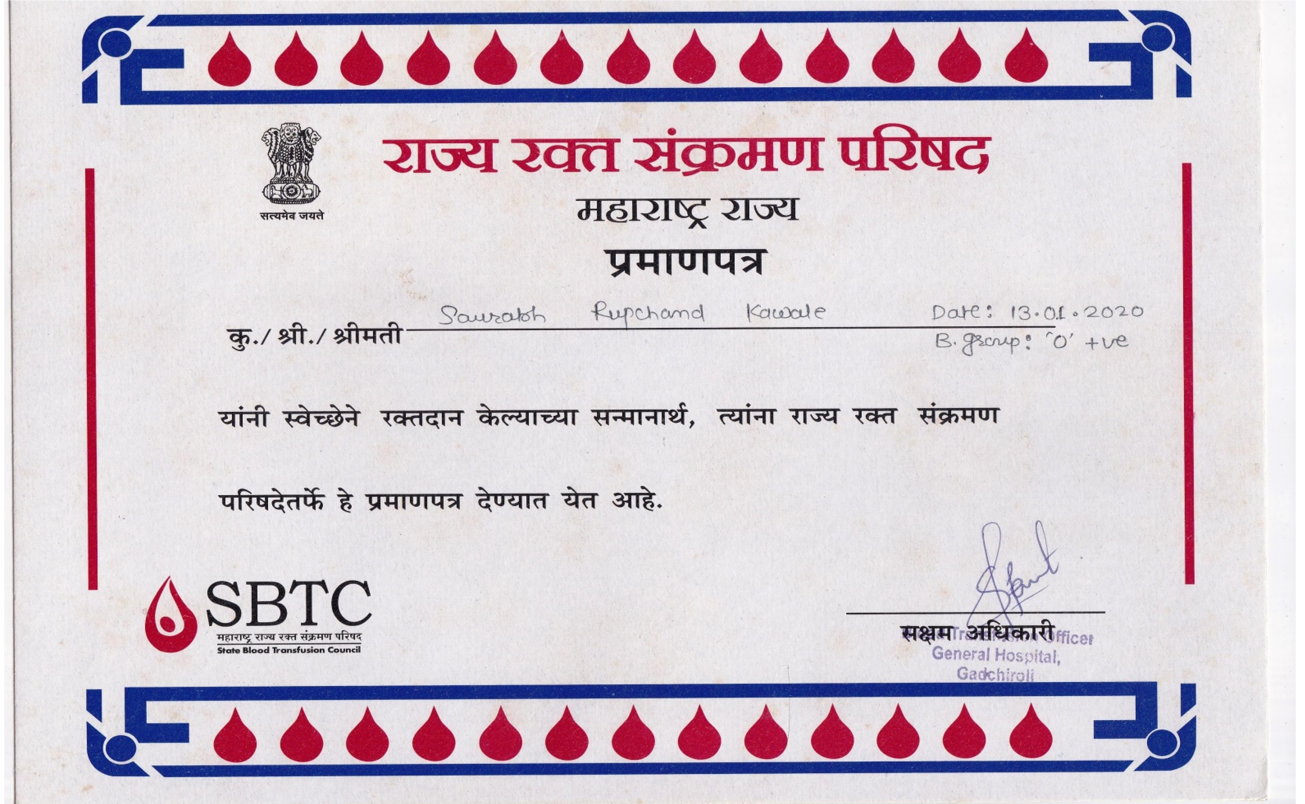 राज्य रक्त संक्रमण परिषद
सत्यमेव जयते
महाराष्ट्र राज्य
प्रमाणपत्र
कु./ श्री./ श्रीमती Saurabh Rupchand Kawale Date: 13.01.2020
B. group: 'O' +ve
यांनी स्वेच्छेने रक्तदान केल्याच्या सन्मानार्थ, त्यांना राज्य रक्त संक्रमण
परिषदेतर्फे हे प्रमाणपत्र देण्यात येत आहे.
SBTC
महाराष्ट्र राज्य रक्त संक्रमण परिषद
State Blood Transfusion Council
सक्षम अधिकारी
Transfusion Officer
General Hospital,
Gadchiroli